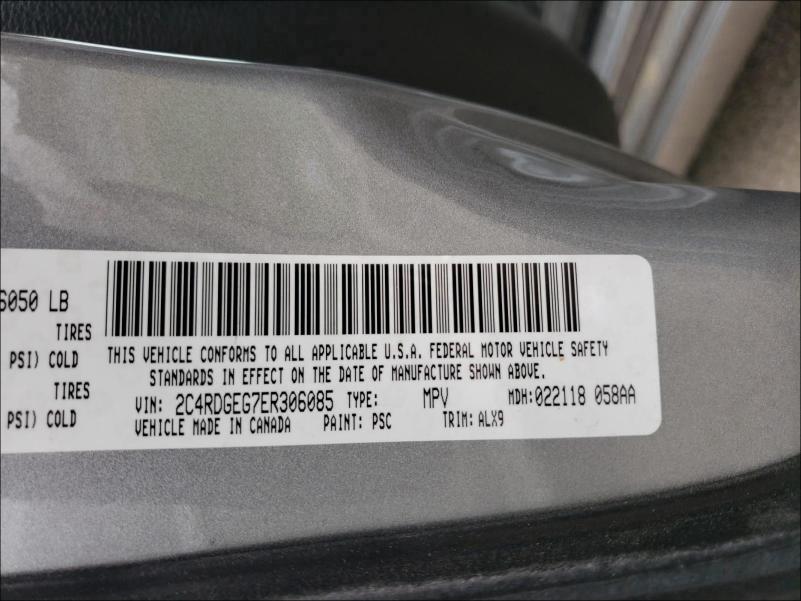 6050 LB
TIRES
PSI) COLD
TIRES
PSI) COLD
THIS VEHICLE CONFORMS TO ALL APPLICABLE U.S.A. FEDERAL MOTOR VEHICLE SAFETY
STANDARDS IN EFFECT ON THE DATE OF MANUFACTURE SHOWN ABOVE.
VIN: 2C4RDGEG7ER306085 TYPE: MPV MDH:022118 058AA
VEHICLE MADE IN CANADA PAINT: PSC TRIM: ALX9